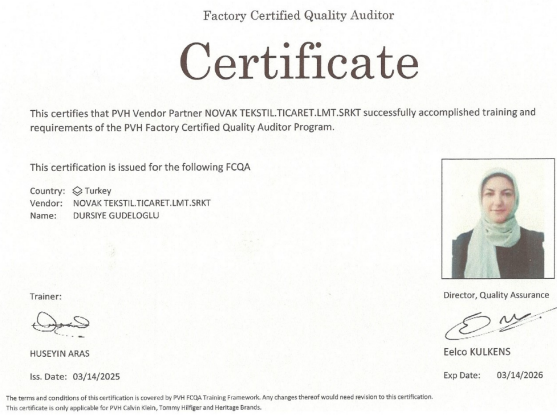 Factory Certified Quality Auditor
Certificate
This certifies that PVH Vendor Partner NOVAK TEKSTIL.TICARET.LMT.SRKT successfully accomplished training and
requirements of the PVH Factory Certified Quality Auditor Program.
This certification is issued for the following FCQA
Country: Turkey
Vendor: NOVAK TEKSTIL.TICARET.LMT.SRKT
Name: DURSIYE GUDELOGLU
Trainer:
Director, Quality Assurance
HUSEYIN ARAS
Eelco KULKENS
Iss. Date: 03/14/2025
Exp Date: 03/14/2026
The terms and conditions of this certification is covered by PVH FCQA Training Framework. Any changes thereof would need revision to this certification.
This certificate is only applicable for PVH Calvin Klein, Tommy Hilfiger and Heritage Brands.